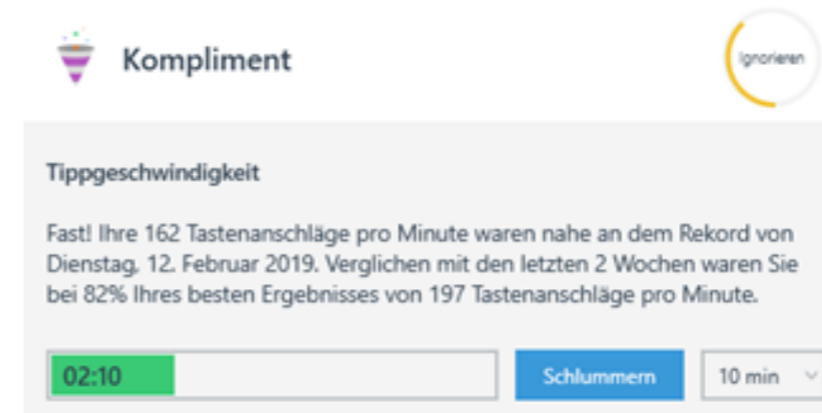 Kompliment
Ignorieren
Tippgeschwindigkeit
Fast! Ihre 162 Tastenanschläge pro Minute waren nahe an dem Rekord von
Dienstag, 12. Februar 2019. Verglichen mit den letzten 2 Wochen waren Sie
bei 82% Ihres besten Ergebnisses von 197 Tastenanschläge pro Minute.
02:10
Schlummern
10 min